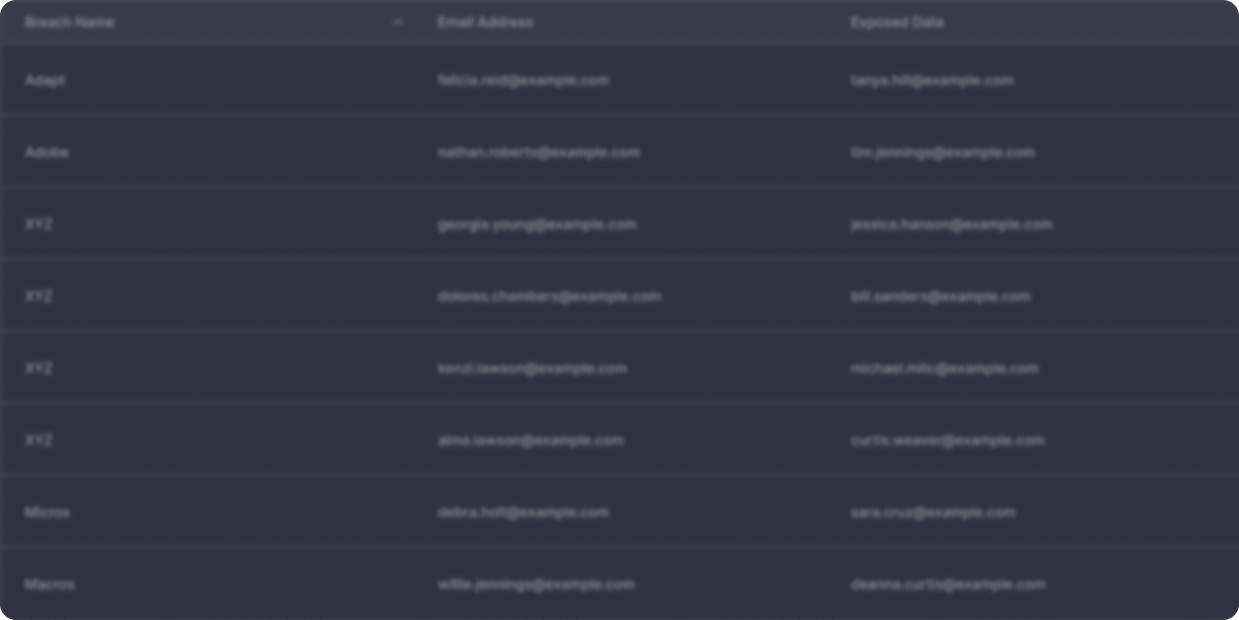 Breach Name Email Address Exposed Data
Adapt felicia.reid@example.com tanya.hill@example.com
Adobe nathan.roberts@example.com tim.jennings@example.com
XYZ georgia.young@example.com jessica.hanson@example.com
XYZ dolores.chambers@example.com bill.sanders@example.com
XYZ kenzi.lawson@example.com michael.mitc@example.com
XYZ alma.lawson@example.com curtis.weaver@example.com
Micros debra.holt@example.com sara.cruz@example.com
Macros willie.jennings@example.com deanna.curtis@example.com